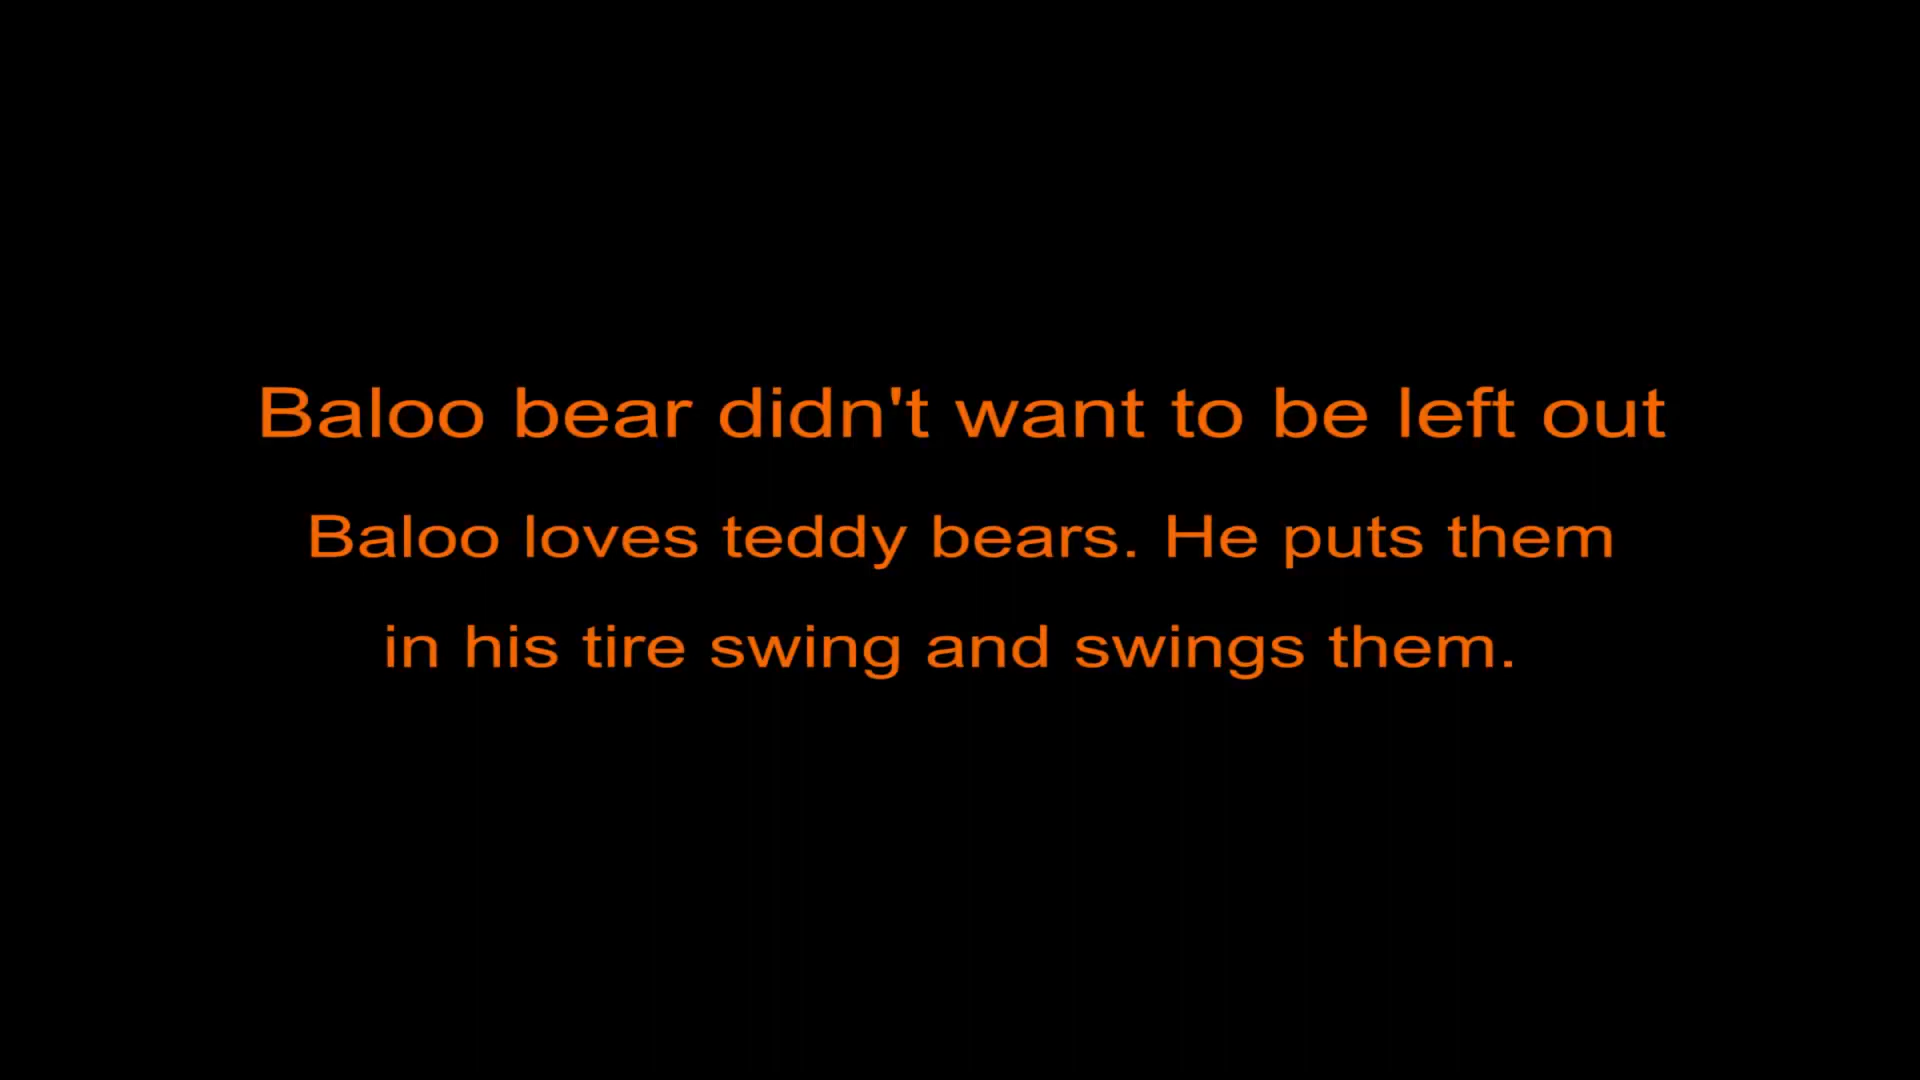 Baloo bear didn't want to be left out
Baloo loves teddy bears. He puts them
in his tire swing and swings them.